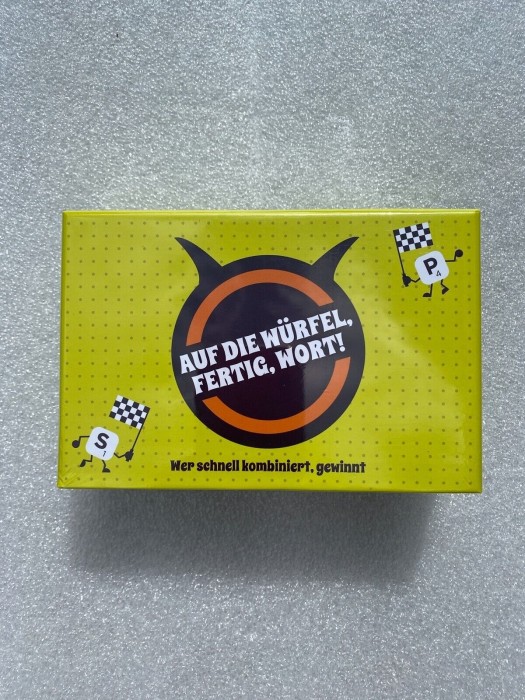 P
4
AUF DIE WÜRFEL,
FERTIG, WORT!
S
1
Wer schnell kombiniert, gewinnt